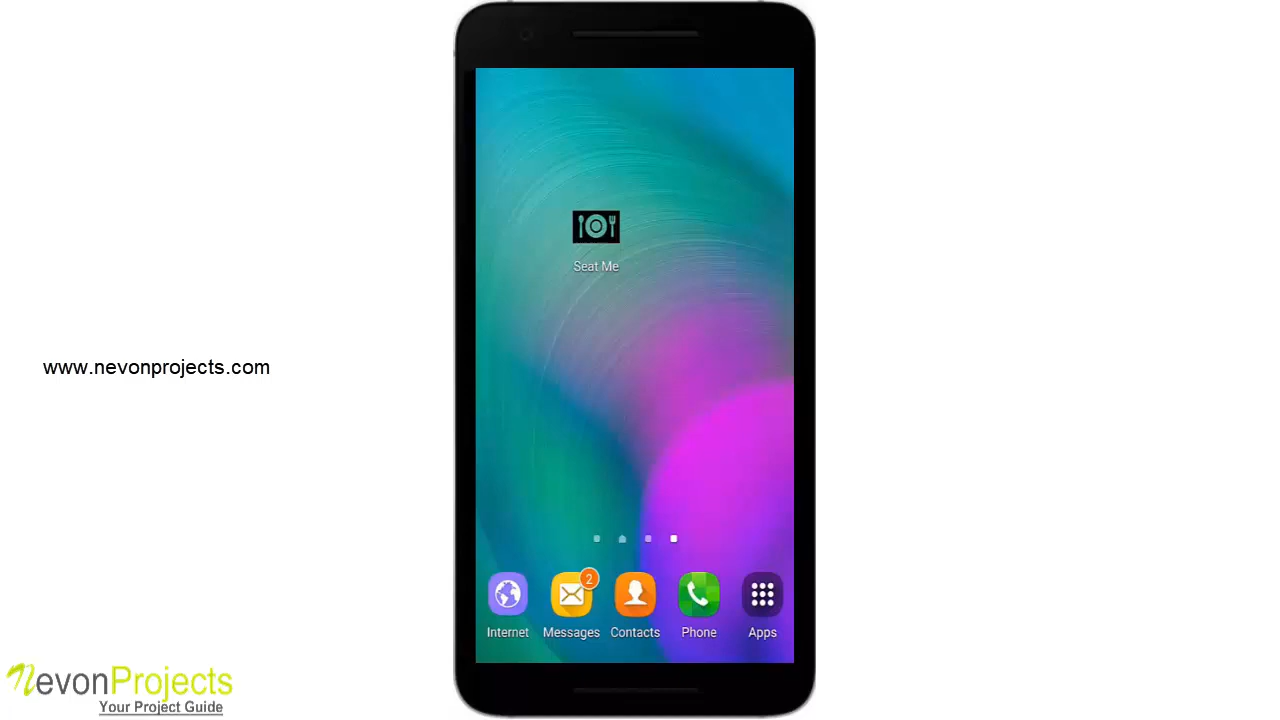 Seat Me
www.nevonprojects.com
2
Internet Messages Contacts Phone Apps
NevonProjects
Your Project Guide